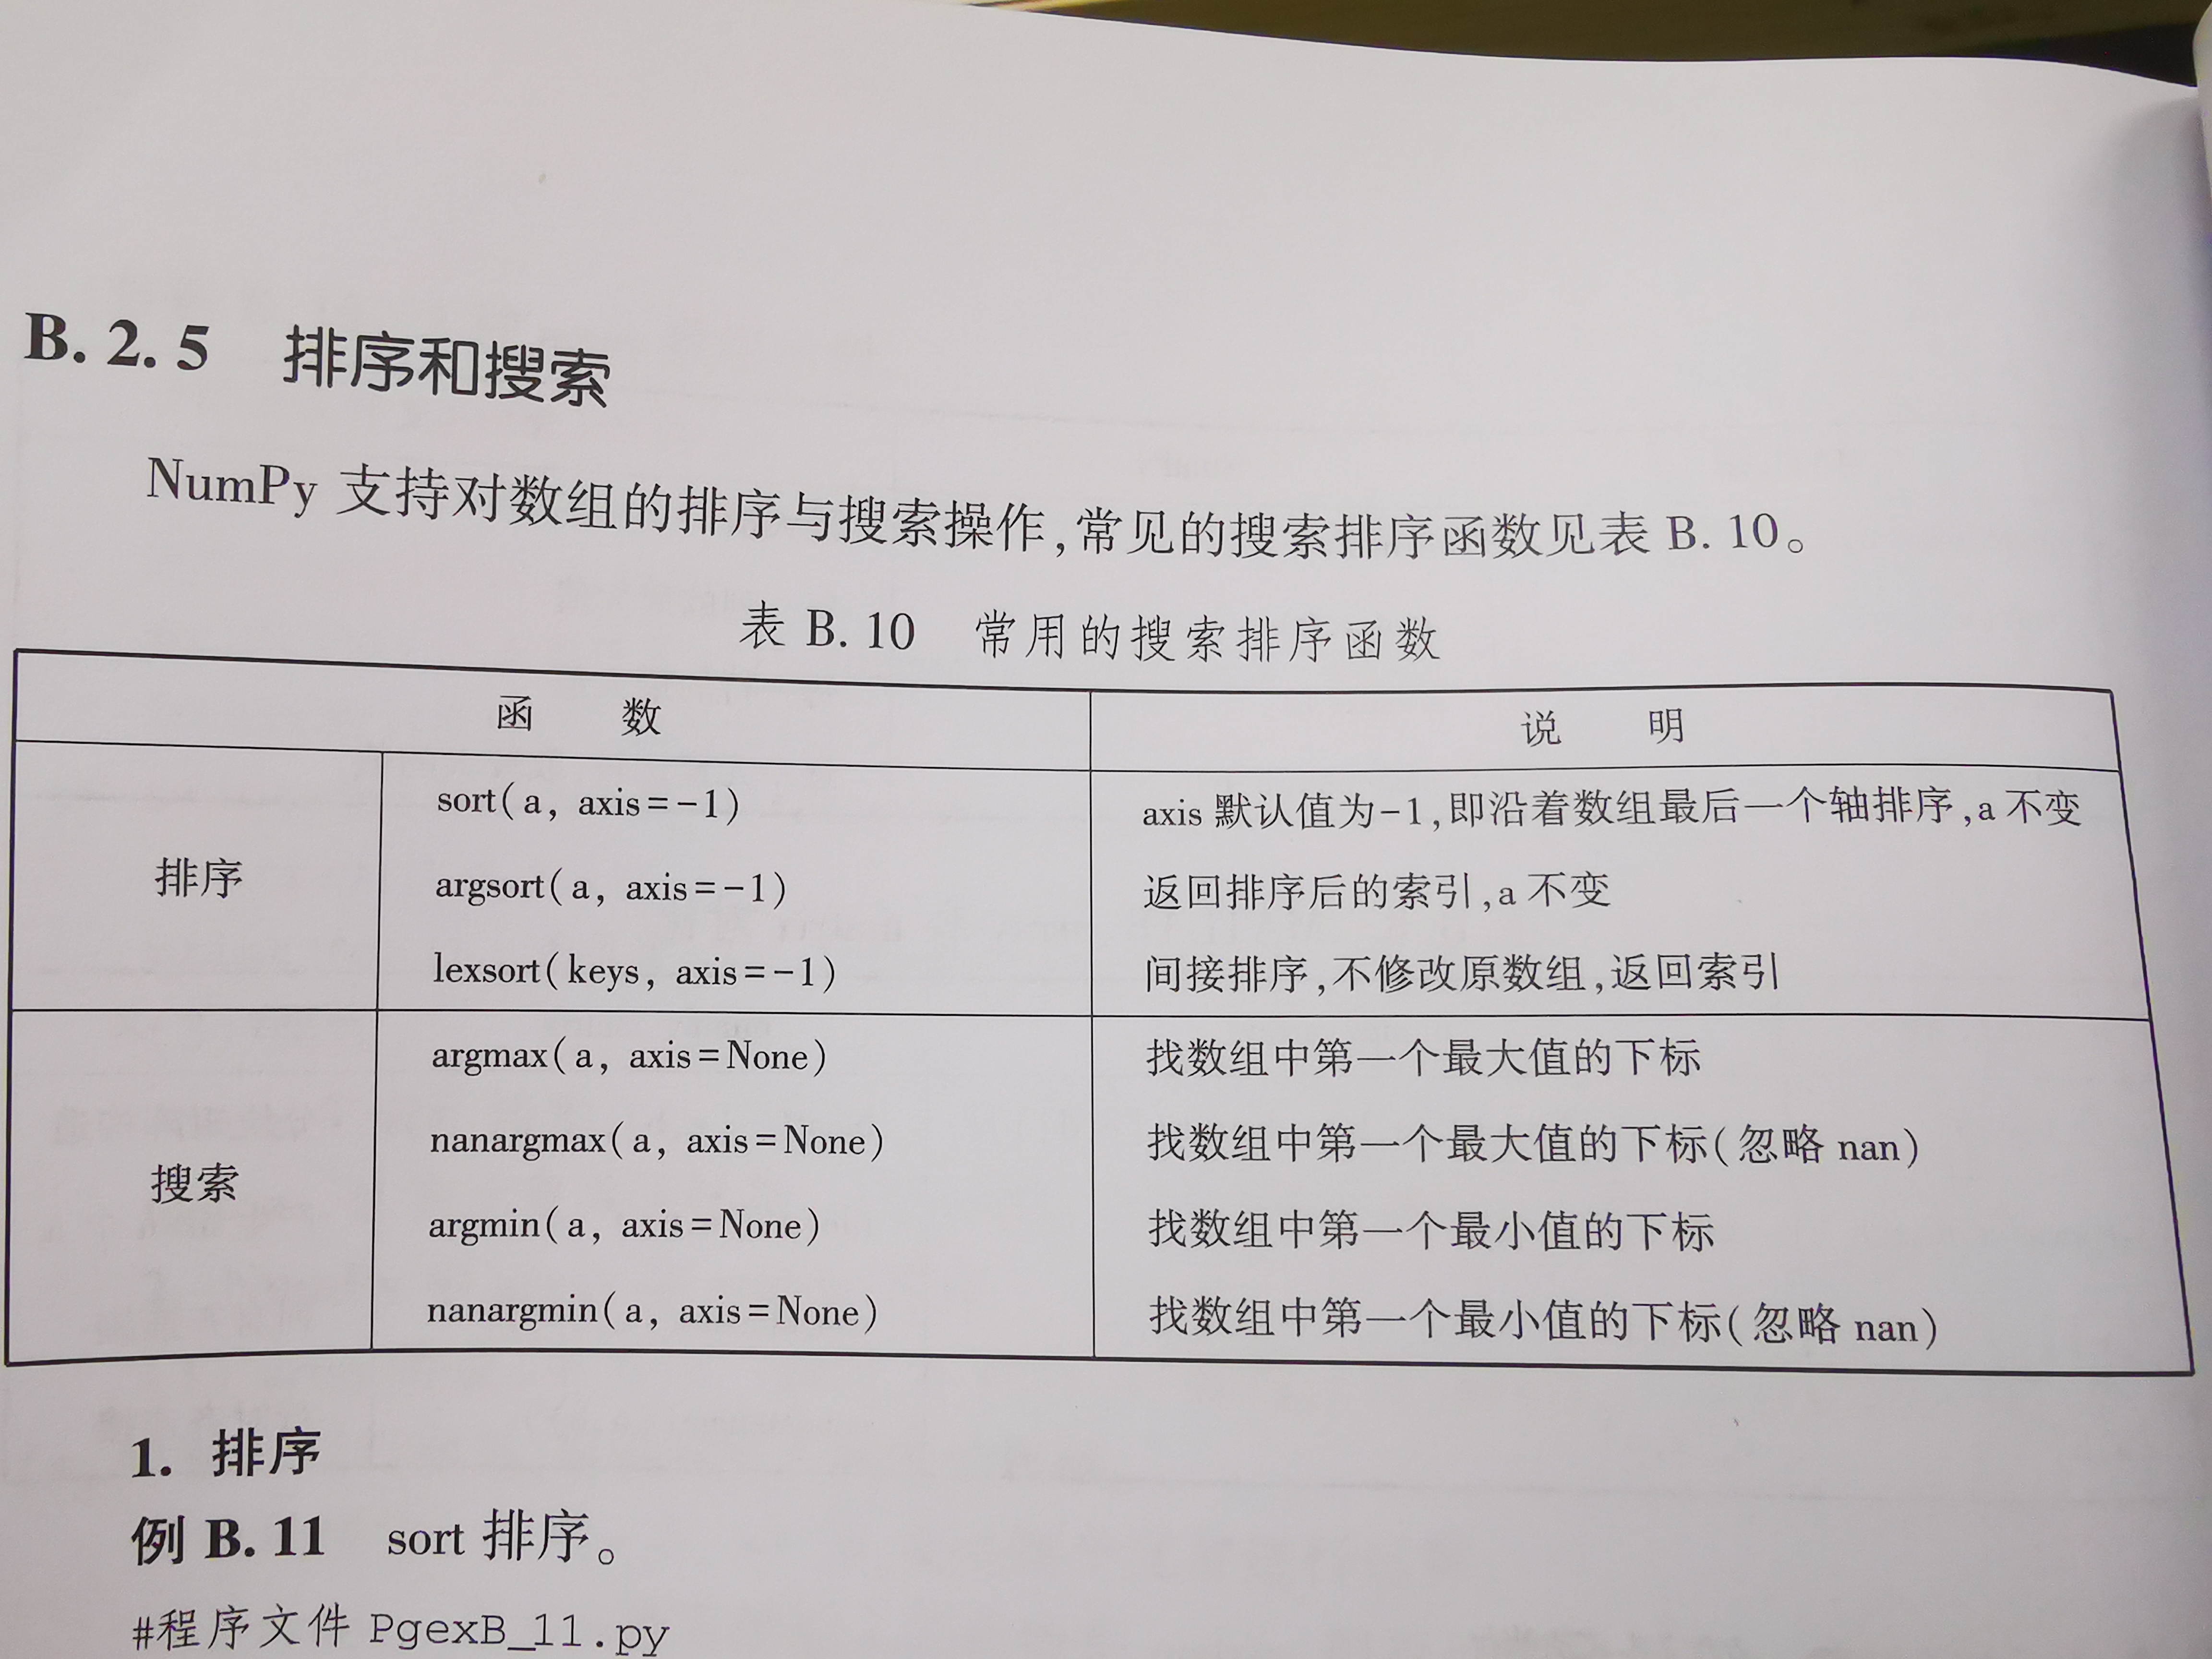 B. 2. 5 排序和搜索
NumPy 支持对数组的排序与搜索操作,常见的搜索排序函数见表 B. 10。
表 B. 10 常用的搜索排序函数
函 数 说 明
排序
sort(a, axis=-1) axis 默认值为-1,即沿着数组最后一个轴排序,a 不变
argsort(a, axis=-1) 返回排序后的索引,a 不变
lexsort(keys, axis=-1) 间接排序,不修改原数组,返回索引
搜索
argmax(a, axis=None) 找数组中第一个最大值的下标
nanargmax(a, axis=None) 找数组中第一个最大值的下标(忽略 nan)
argmin(a, axis=None) 找数组中第一个最小值的下标
nanargmin(a, axis=None) 找数组中第一个最小值的下标(忽略 nan)
1. 排序
例 B. 11 sort 排序。
#程序文件 PgexB_11.py